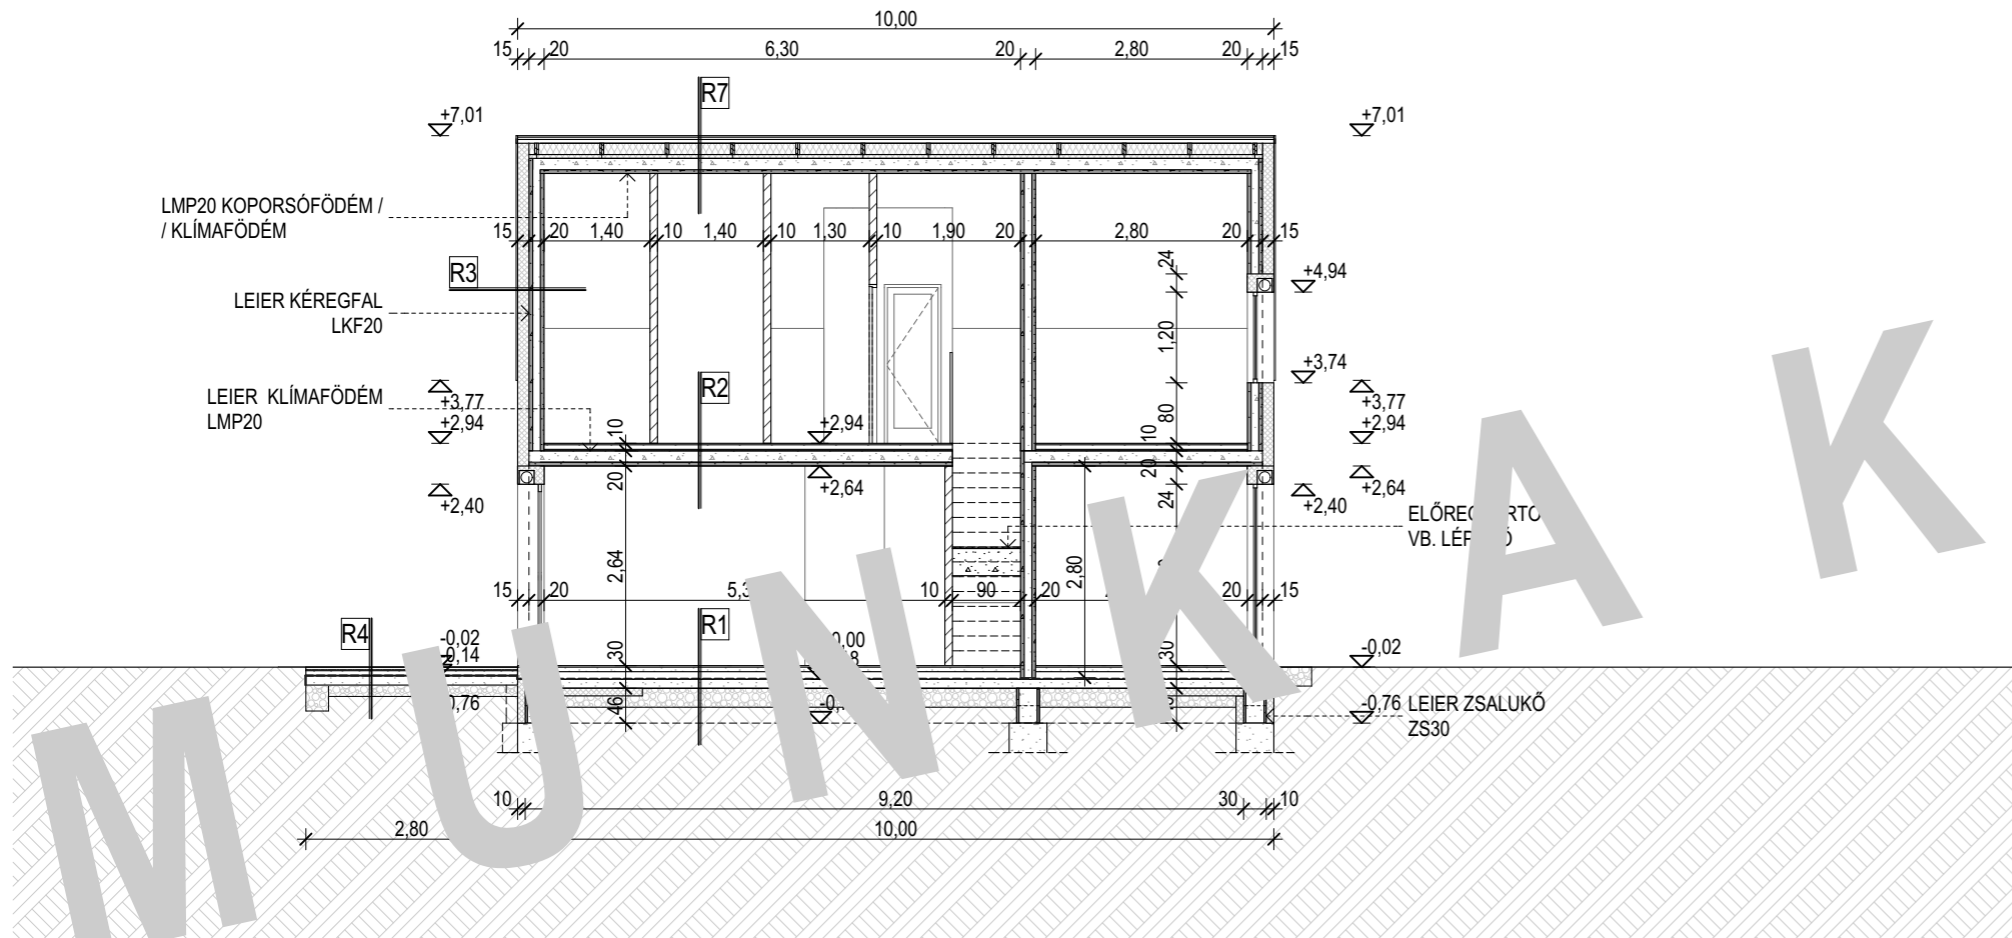 10,00
15 20 6,30 20 2,80 20 15
R7
+7,01 +7,01
LMP20 KOPORSÓFÖDÉM /
/ KLÍMAFÖDÉM
15 20 1,40 10 1,40 10 1,30 10 1,90 20 2,80 20 15
24
R3
+4,94
LEIER KÉREGFAL
LKF20
1,20
+3,74
R2
LEIER KLÍMAFÖDÉM
LMP20
+3,77 +3,77
+2,94 +2,94 +2,94
10 80 10
20 +2,64 20 +2,64
+2,40 24 +2,40
VB.
2,64 2,80
15 20 10 90 20 20 15
R4 R1
-0,02 -0,02
30 30
46
-0,76 LEIER ZSALUKŐ
ZS30
10 9,20 30 10
2,80 10,00
M U N K A K